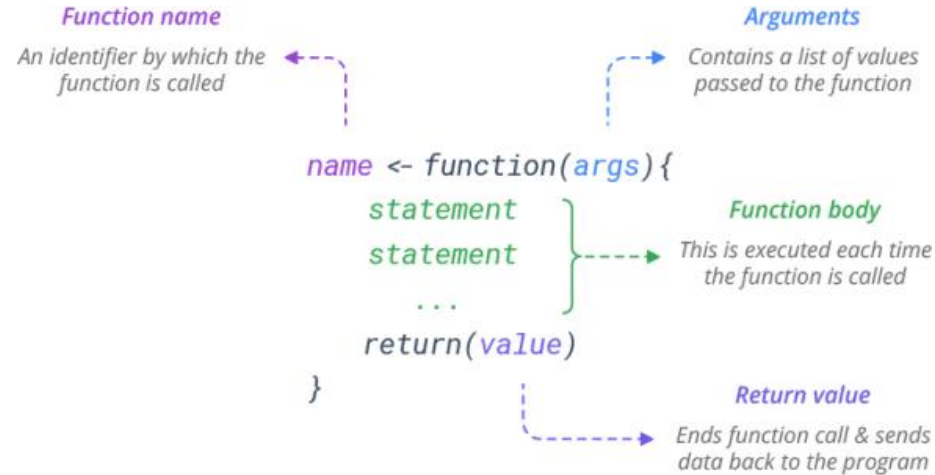 Function name
An identifier by which the
function is called
Arguments
Contains a list of values
passed to the function
name <- function(args){
statement
statement
...
return(value)
}
Function body
This is executed each time
the function is called
Return value
Ends function call & sends
data back to the program